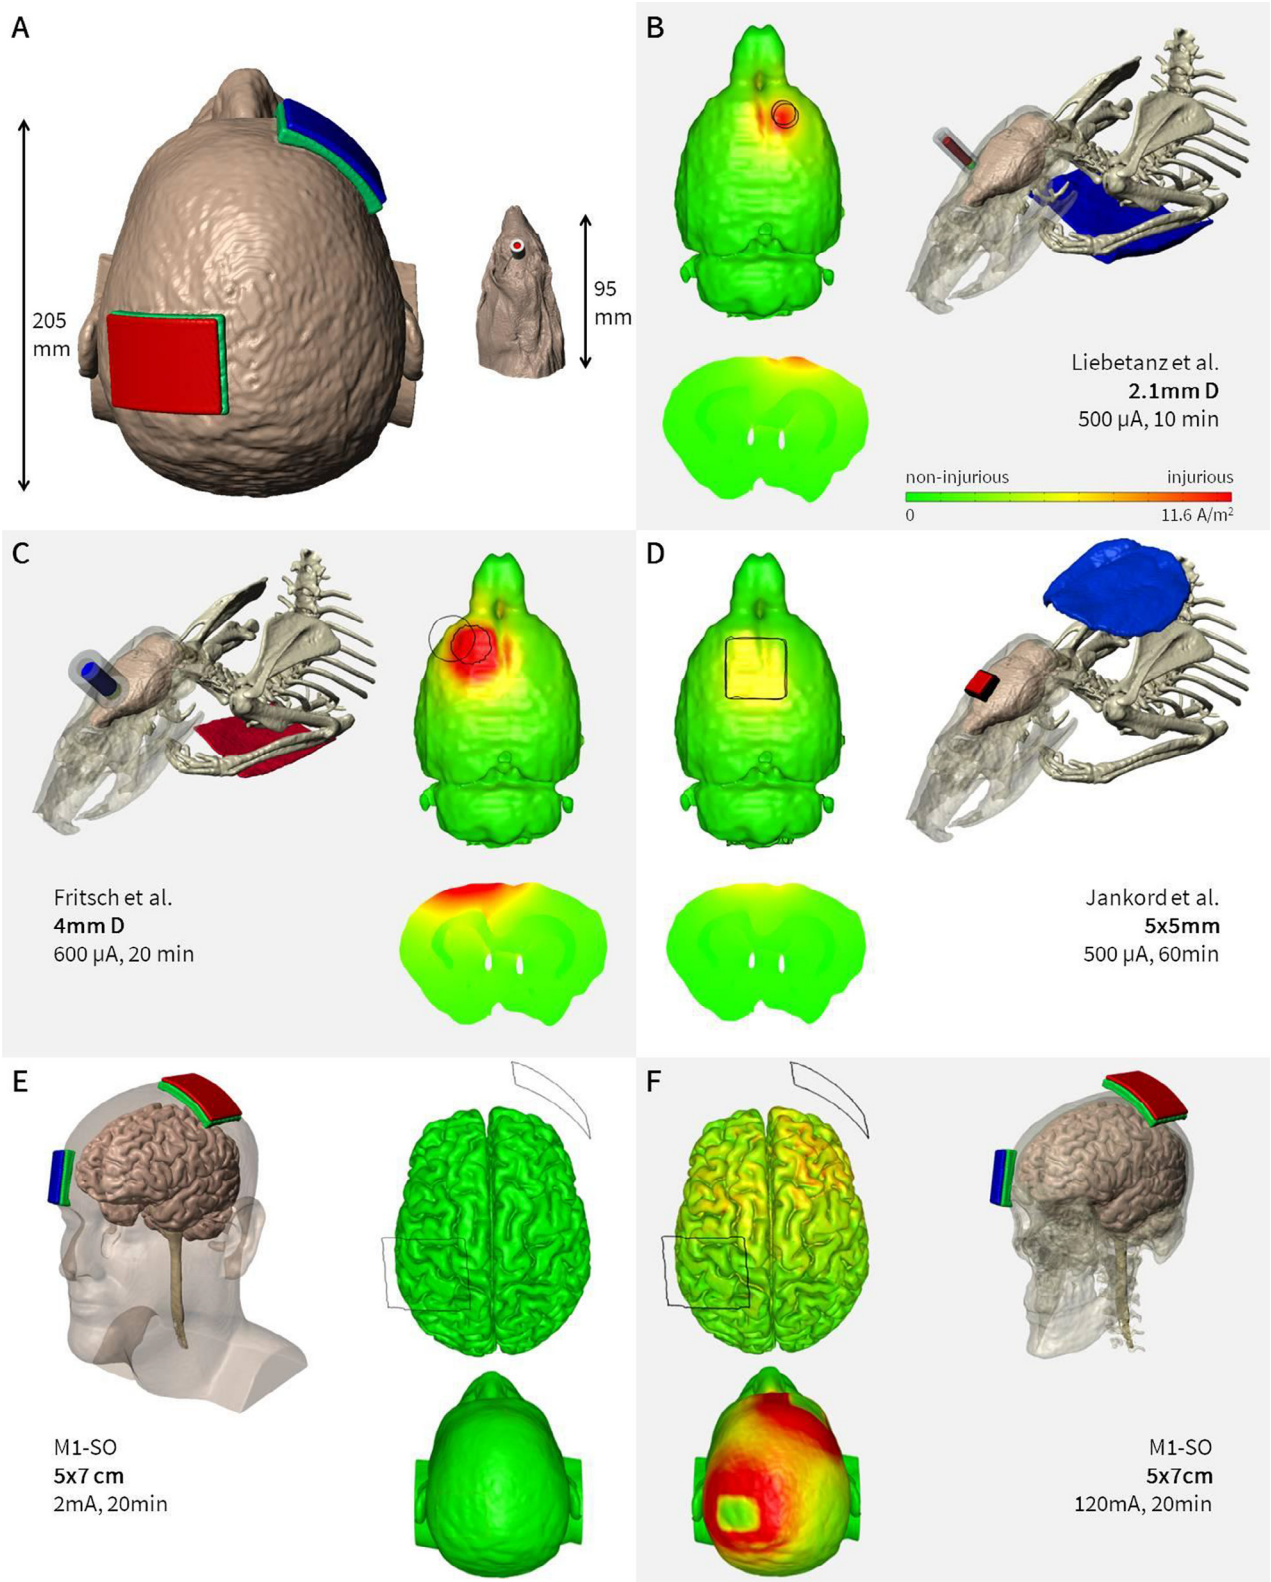 A
205
mm
95
mm
B
Liebetanz et al.
2.1mm D
500 µA, 10 min
non-injurious injurious
0 11.6 A/m²
C
Fritsch et al.
4mm D
600 µA, 20 min
D
Jankord et al.
5x5mm
500 µA, 60min
E
M1-SO
5x7 cm
2mA, 20min
F
M1-SO
5x7cm
120mA, 20min